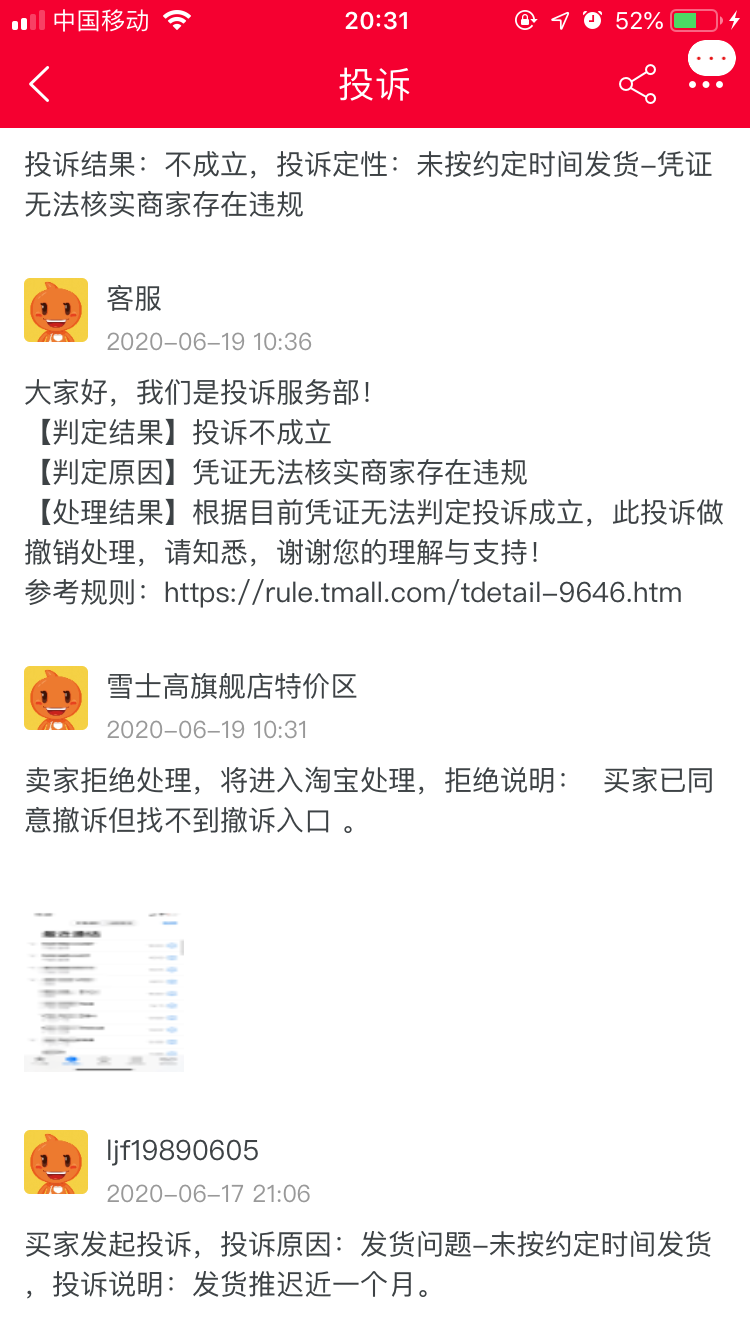 中国移动
20:31
52%
投诉
投诉结果：不成立，投诉定性：未按约定时间发货-凭证
无法核实商家存在违规
客服
2020-06-19 10:36
大家好，我们是投诉服务部！
【判定结果】投诉不成立
【判定原因】凭证无法核实商家存在违规
【处理结果】根据目前凭证无法判定投诉成立，此投诉做
撤销处理，请知悉，谢谢您的理解与支持！
参考规则：https://rule.tmall.com/tdetail-9646.htm
雪士高旗舰店特价区
2020-06-19 10:31
卖家拒绝处理，将进入淘宝处理，拒绝说明： 买家已同
意撤诉但找不到撤诉入口 。
ljf19890605
2020-06-17 21:06
买家发起投诉，投诉原因：发货问题-未按约定时间发货
，投诉说明：发货推迟近一个月。